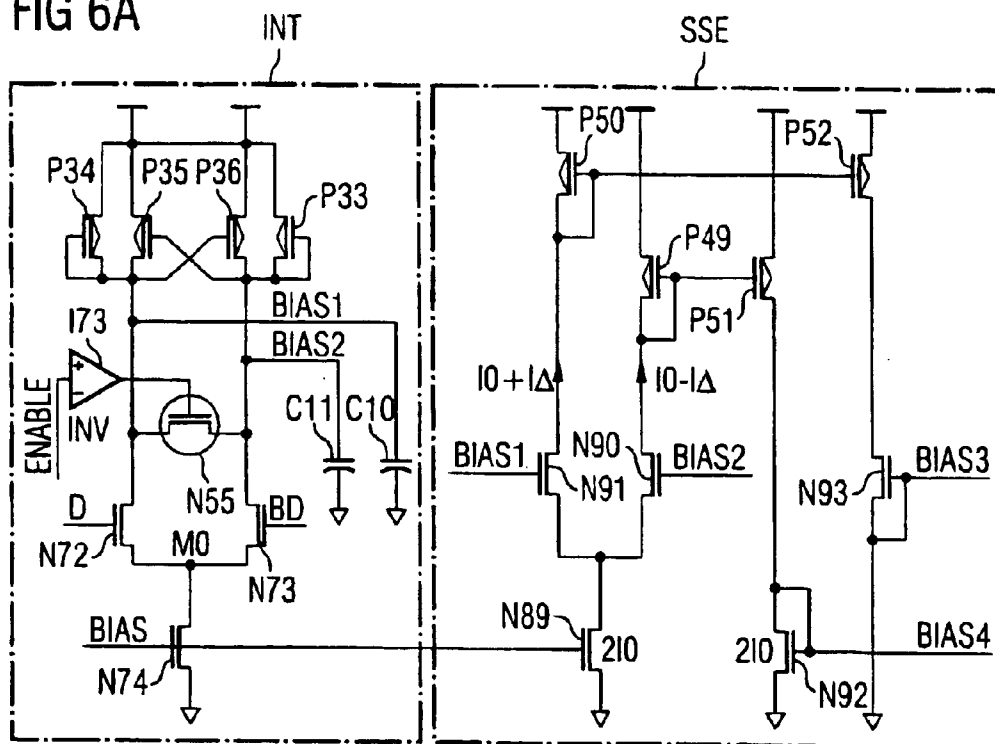 FIG 6A
INT
SSE
P34
P35
P36
P33
P50
P52
P49
P51
BIAS1
BIAS2
I73
ENABLE
INV
N55
C11
C10
I0+IΔ
I0-IΔ
BIAS1
N91
N90
BIAS2
N93
BIAS3
D
N72
M0
BD
N73
BIAS
N74
N89
2I0
2I0
N92
BIAS4